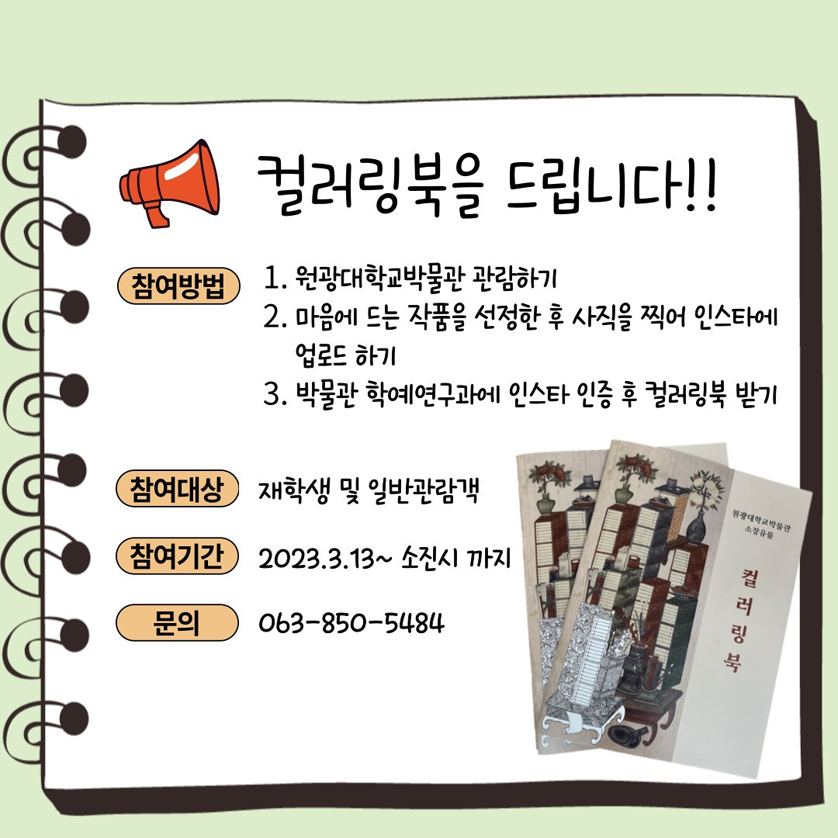 컬러링북을 드립니다!!
참여방법
1. 원광대학교박물관 관람하기
2. 마음에 드는 작품을 선정한 후 사직을 찍어 인스타에
업로드 하기
3. 박물관 학예연구과에 인스타 인증 후 컬러링북 받기
참여대상 재학생 및 일반관람객
참여기간 2023.3.13~ 소진시 까지
문의 063-850-5484
원광대학교박물관
소장유물
컬러링북